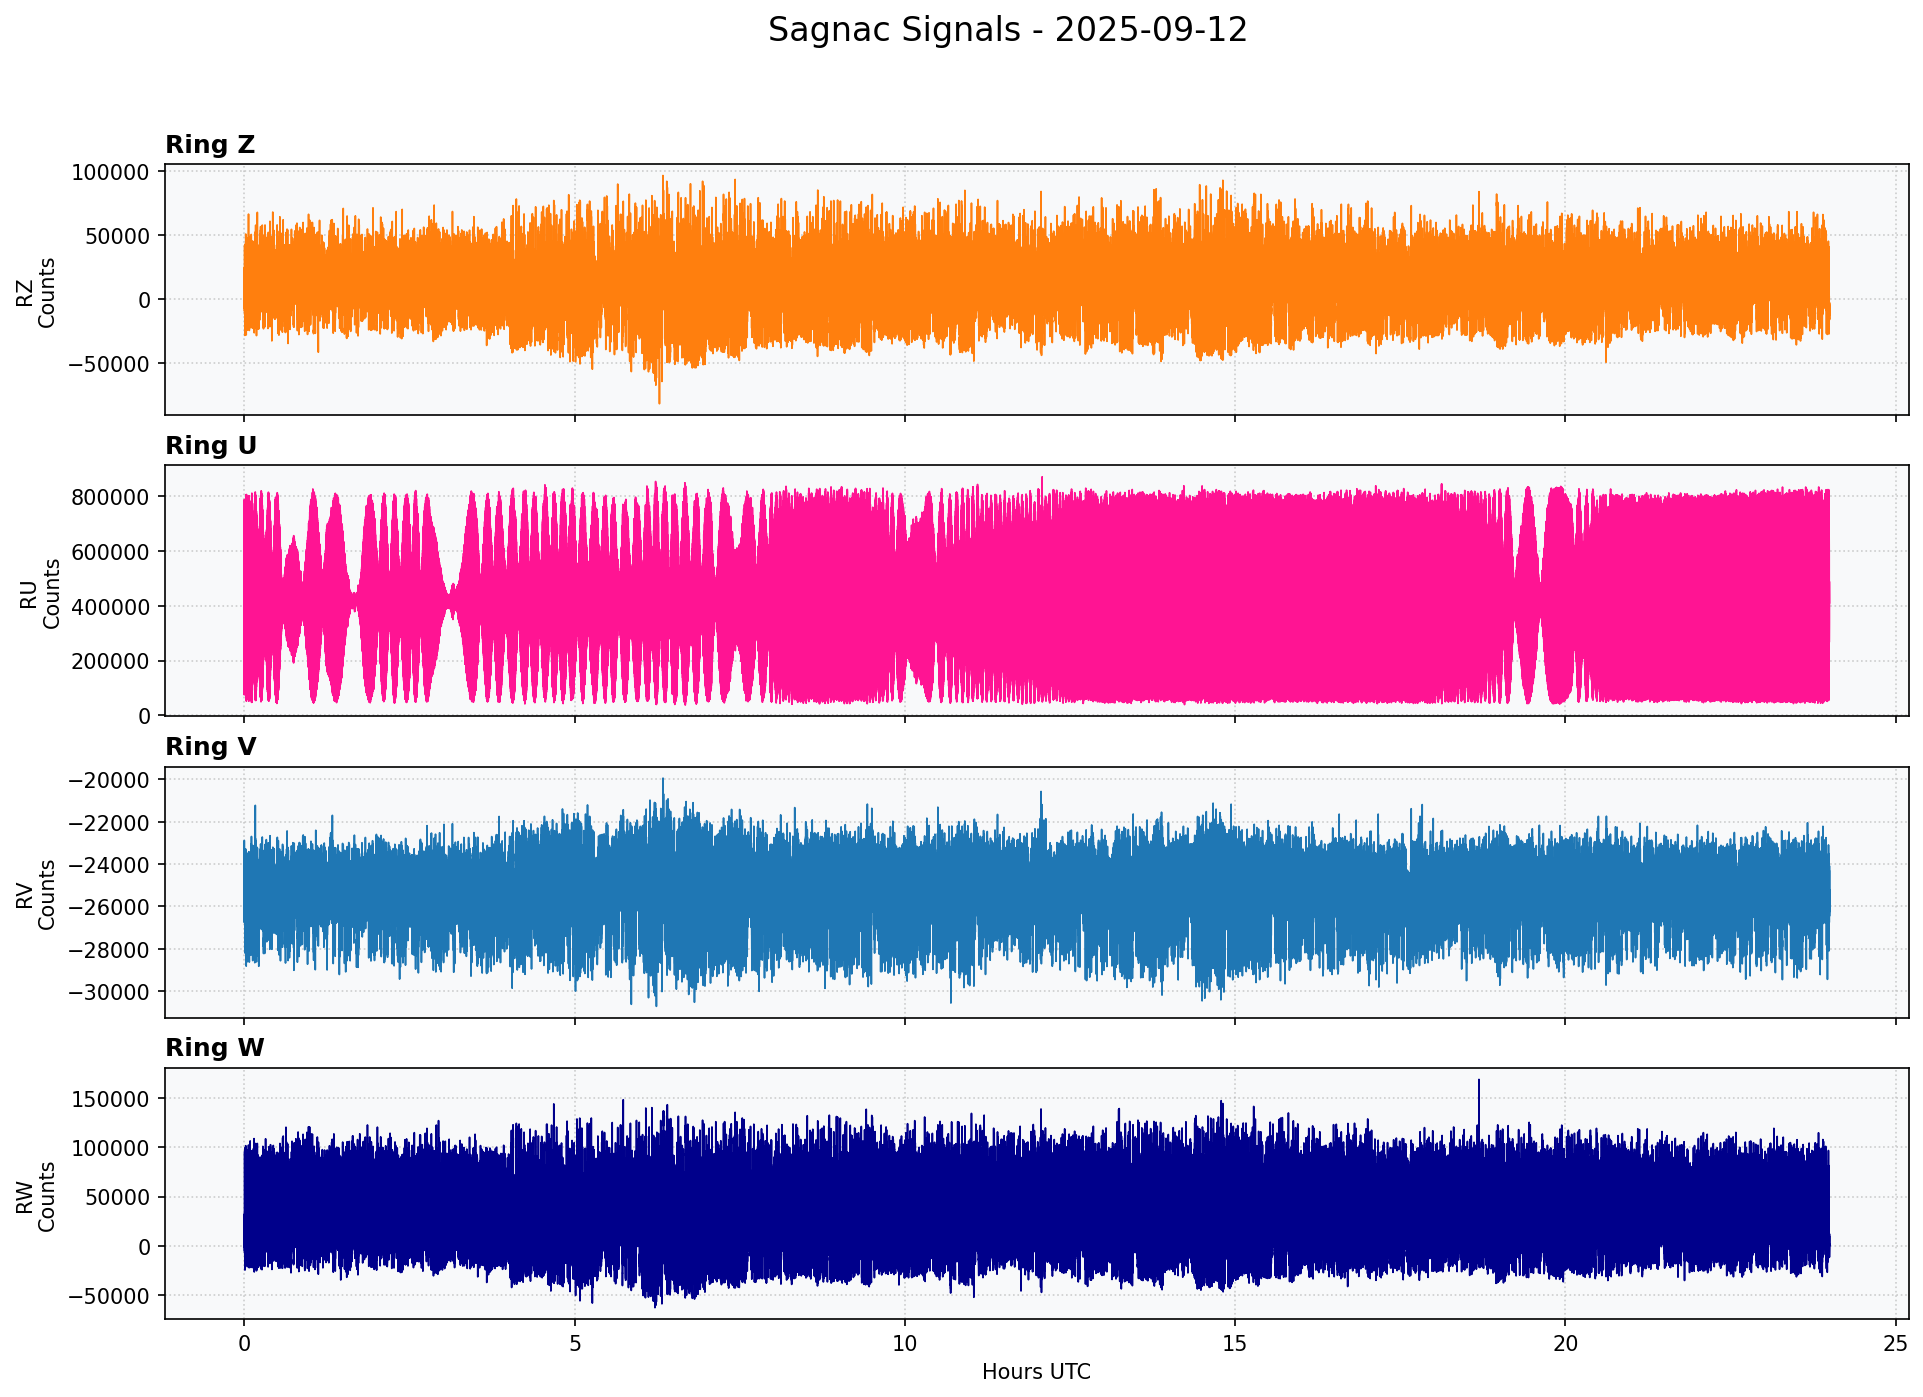 Sagnac Signals - 2025-09-12
Ring Z
100000
50000
0
−50000
RZ
Counts
Ring U
800000
600000
400000
200000
0
RU
Counts
Ring V
−20000
−22000
−24000
−26000
−28000
−30000
RV
Counts
Ring W
150000
100000
50000
0
−50000
RW
Counts
0
5
10
15
20
25
Hours UTC